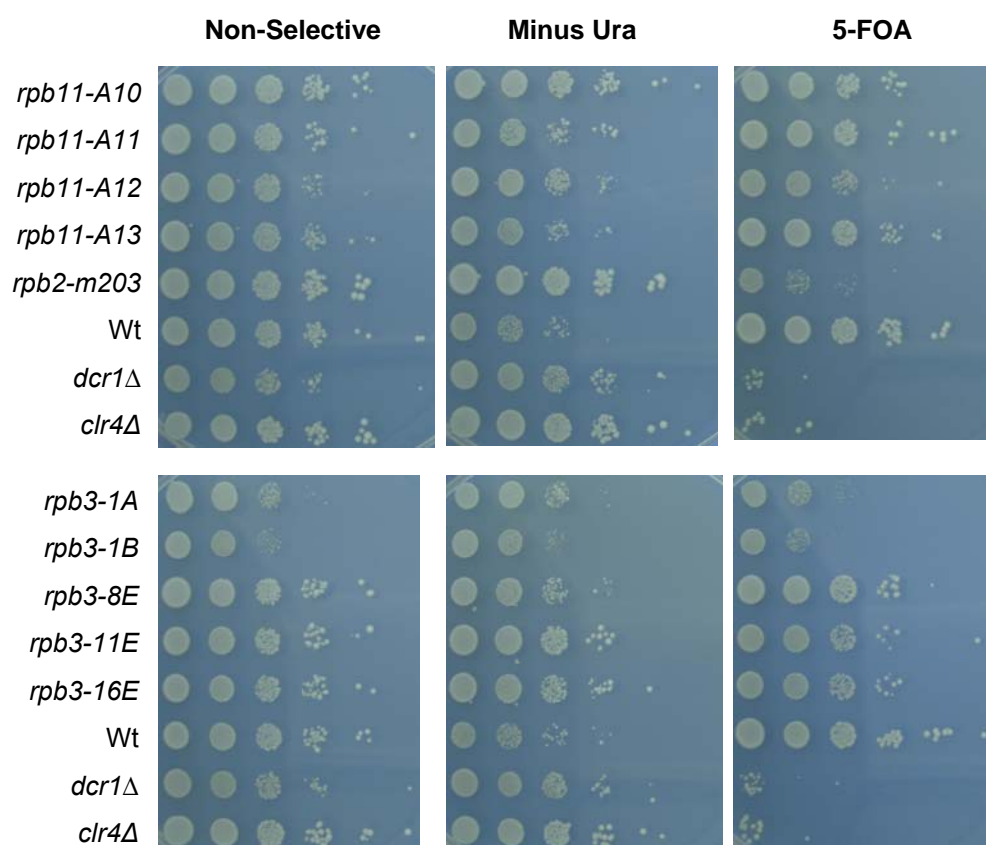 Non-Selective Minus Ura 5-FOA
rpb11-A10
rpb11-A11
rpb11-A12
rpb11-A13
rpb2-m203
Wt
dcr1Δ
clr4Δ
rpb3-1A
rpb3-1B
rpb3-8E
rpb3-11E
rpb3-16E
Wt
dcr1Δ
clr4Δ